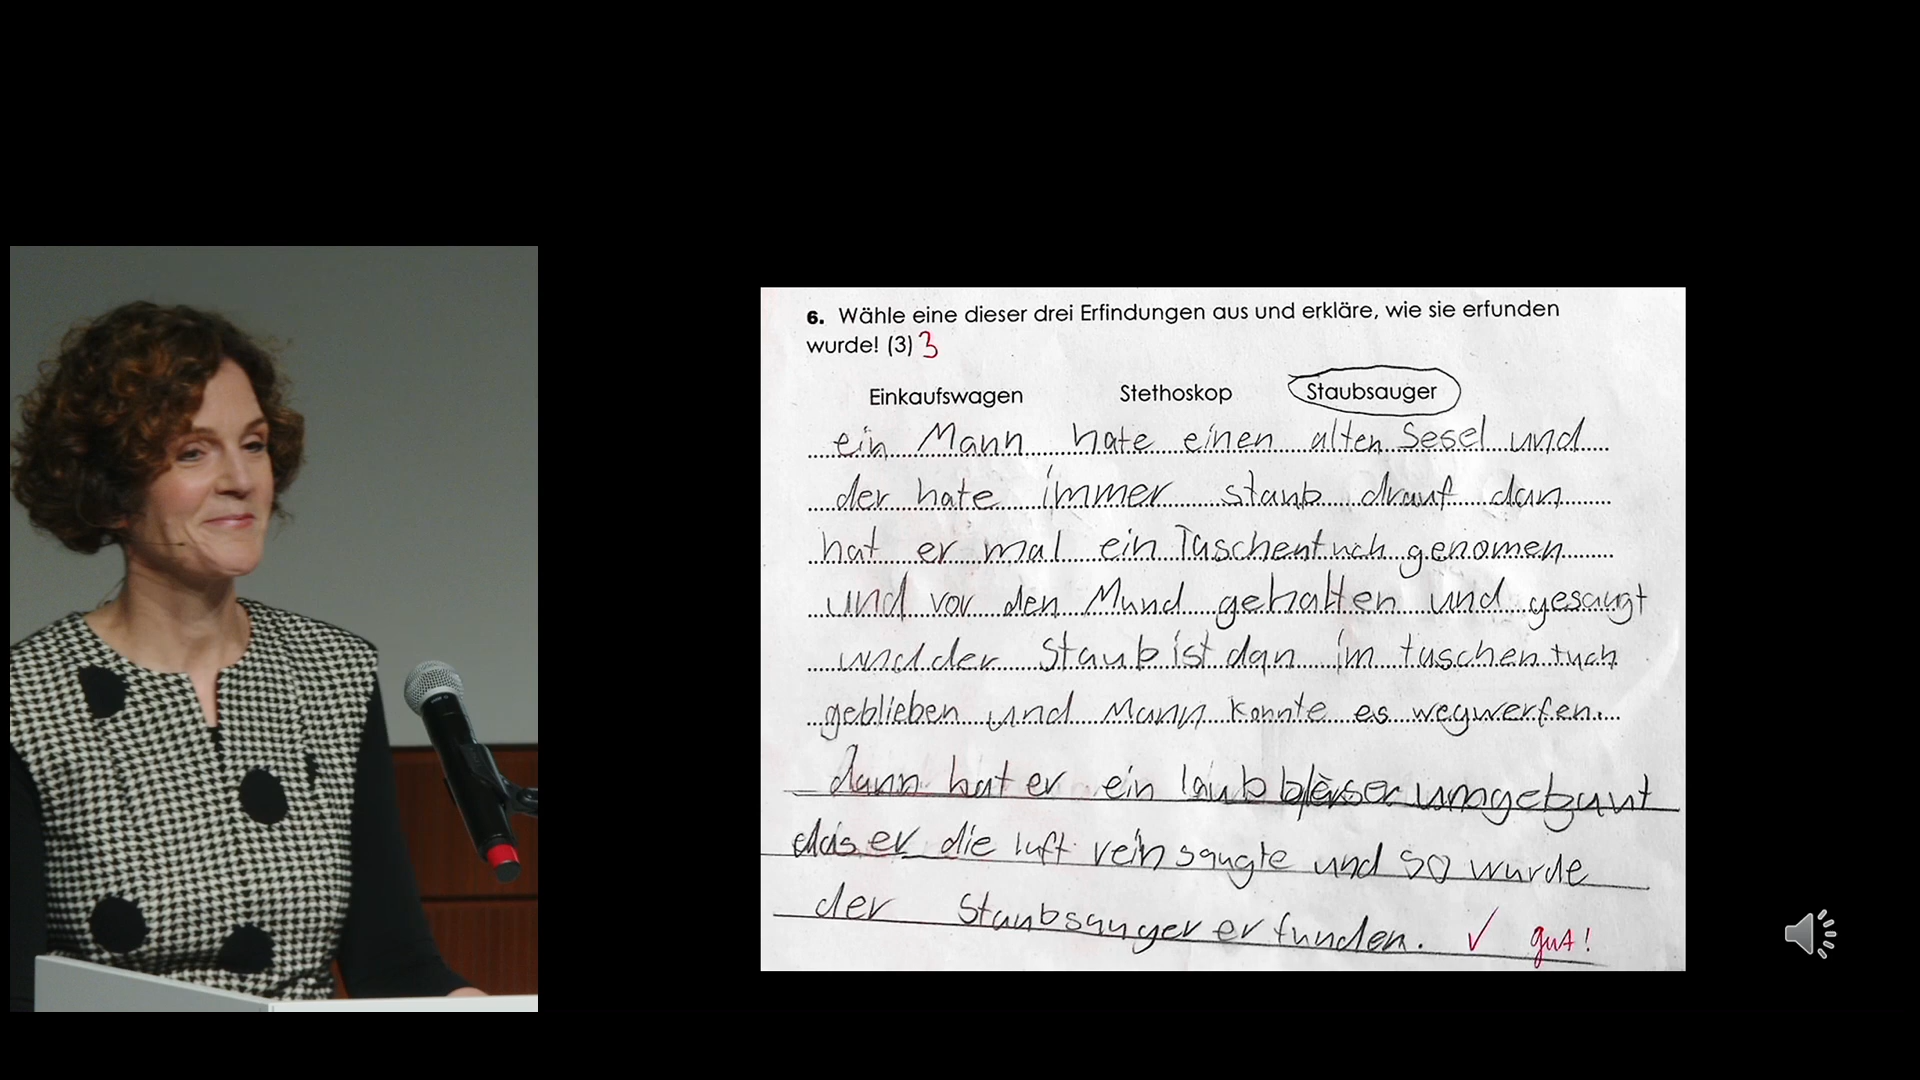 6. Wähle eine dieser drei Erfindungen aus und erkläre, wie sie erfunden
wurde! (3) 3
Einkaufswagen Stethoskop Staubsauger
ein Mann hate einen alten Sesel und
der hate immer staub drauf dan
hat er mal ein Taschentuch genomen
und vor den Mund gehalten und gesaugt
und der Staub ist dan im taschentuch
geblieben und Mann konnte es wegwerfen.
dann hat er ein laub bläser umgebaut
das er die luft rein saugte und so wurde
der Staubsauger erfunden. ✓ gut!